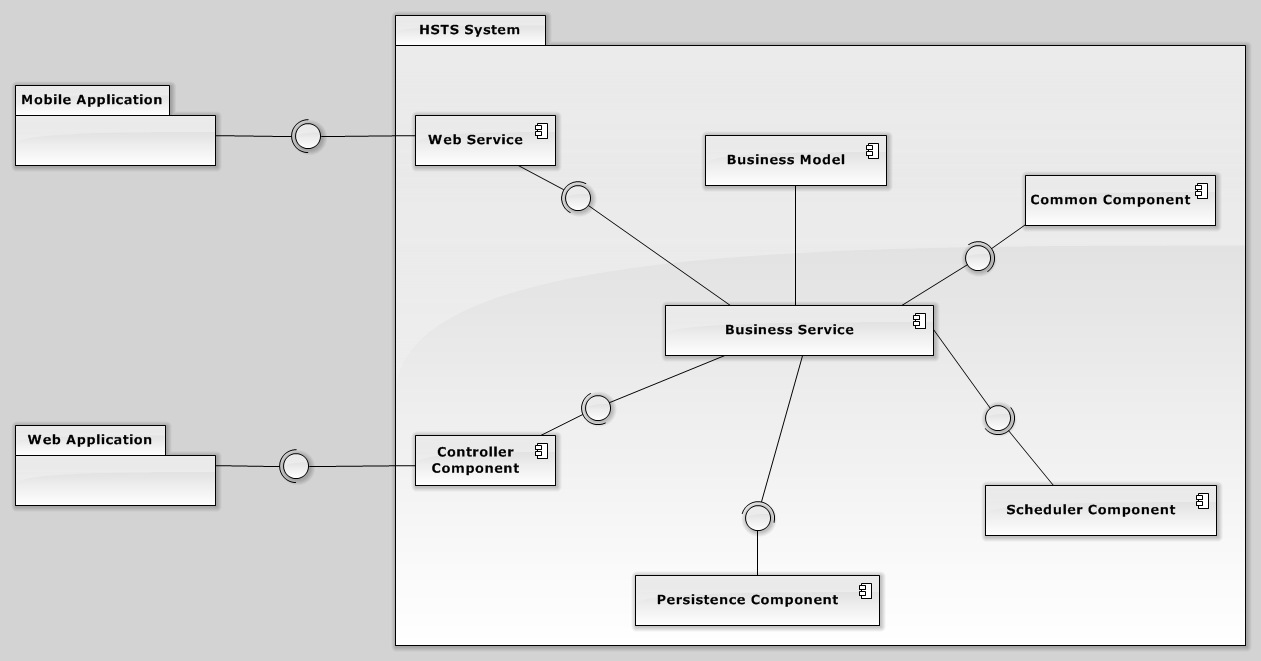 HSTS System
Mobile Application
Web Service
Business Model
Common Component
Business Service
Web Application
Controller
Component
Scheduler Component
Persistence Component